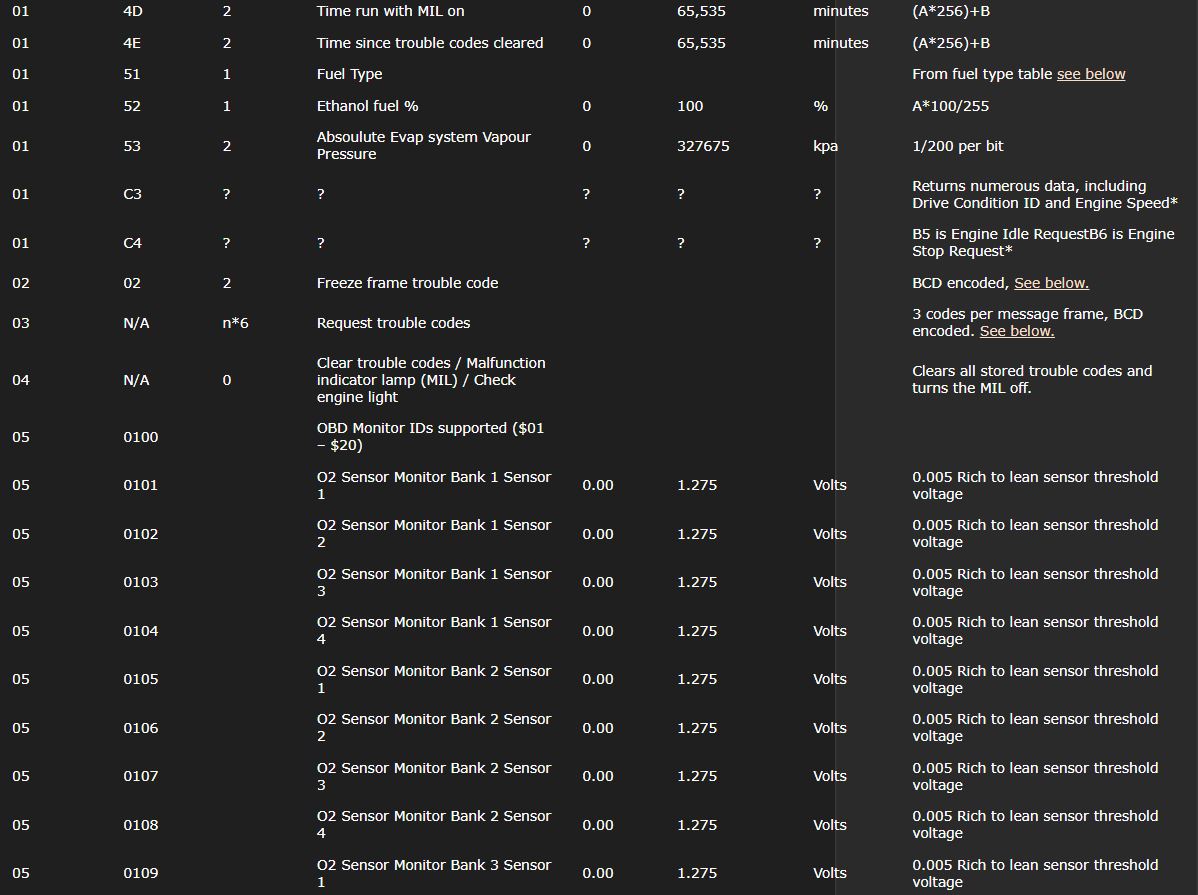 01 4D 2 Time run with MIL on 0 65,535 minutes (A*256)+B
01 4E 2 Time since trouble codes cleared 0 65,535 minutes (A*256)+B
01 51 1 Fuel Type From fuel type table see below
01 52 1 Ethanol fuel % 0 100 % A*100/255
01 53 2 Absoulute Evap system Vapour
Pressure 0 327675 kpa 1/200 per bit
01 C3 ? ? ? ? ? Returns numerous data, including
Drive Condition ID and Engine Speed*
01 C4 ? ? ? ? ? B5 is Engine Idle RequestB6 is Engine
Stop Request*
02 02 2 Freeze frame trouble code BCD encoded, See below.
03 N/A n*6 Request trouble codes 3 codes per message frame, BCD
encoded. See below.
04 N/A 0 Clear trouble codes / Malfunction
indicator lamp (MIL) / Check
engine light Clears all stored trouble codes and
turns the MIL off.
05 0100 OBD Monitor IDs supported ($01
– $20)
05 0101 O2 Sensor Monitor Bank 1 Sensor
1 0.00 1.275 Volts 0.005 Rich to lean sensor threshold
voltage
05 0102 O2 Sensor Monitor Bank 1 Sensor
2 0.00 1.275 Volts 0.005 Rich to lean sensor threshold
voltage
05 0103 O2 Sensor Monitor Bank 1 Sensor
3 0.00 1.275 Volts 0.005 Rich to lean sensor threshold
voltage
05 0104 O2 Sensor Monitor Bank 1 Sensor
4 0.00 1.275 Volts 0.005 Rich to lean sensor threshold
voltage
05 0105 O2 Sensor Monitor Bank 2 Sensor
1 0.00 1.275 Volts 0.005 Rich to lean sensor threshold
voltage
05 0106 O2 Sensor Monitor Bank 2 Sensor
2 0.00 1.275 Volts 0.005 Rich to lean sensor threshold
voltage
05 0107 O2 Sensor Monitor Bank 2 Sensor
3 0.00 1.275 Volts 0.005 Rich to lean sensor threshold
voltage
05 0108 O2 Sensor Monitor Bank 2 Sensor
4 0.00 1.275 Volts 0.005 Rich to lean sensor threshold
voltage
05 0109 O2 Sensor Monitor Bank 3 Sensor
1 0.00 1.275 Volts 0.005 Rich to lean sensor threshold
voltage